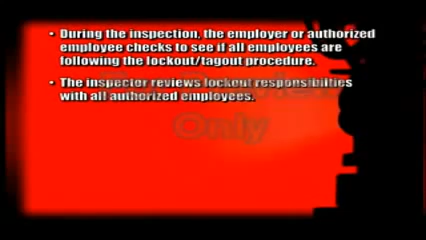 • During the inspection, the employer or authorized
employee checks to see if all employees are
following the lockout/tagout procedure.
• The inspector reviews lockout responsibilities
with all authorized employees.
Only